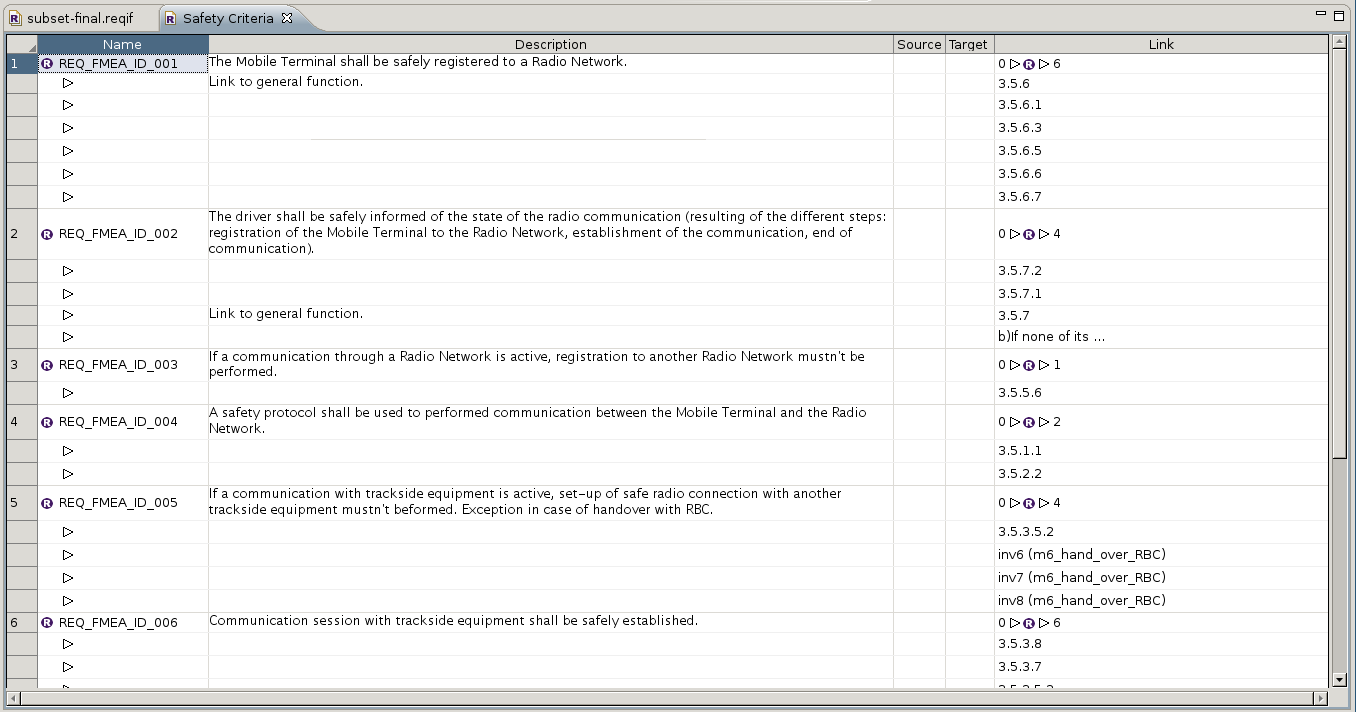 subset-final.reqif Safety Criteria
Name Description Source Target Link
1 REQ_FMEA_ID_001 The Mobile Terminal shall be safely registered to a Radio Network. 0 6
Link to general function. 3.5.6
3.5.6.1
3.5.6.3
3.5.6.5
3.5.6.6
3.5.6.7
The driver shall be safely informed of the state of the radio communication (resulting of the different steps:
2 REQ_FMEA_ID_002 registration of the Mobile Terminal to the Radio Network, establishment of the communication, end of 0 4
communication).
3.5.7.2
3.5.7.1
Link to general function. 3.5.7
b)If none of its ...
If a communication through a Radio Network is active, registration to another Radio Network mustn't be
3 REQ_FMEA_ID_003 0 1
performed.
3.5.5.6
A safety protocol shall be used to performed communication between the Mobile Terminal and the Radio
4 REQ_FMEA_ID_004 0 2
Network.
3.5.1.1
3.5.2.2
If a communication with trackside equipment is active, set-up of safe radio connection with another
5 REQ_FMEA_ID_005 0 4
trackside equipment mustn't beformed. Exception in case of handover with RBC.
3.5.3.5.2
inv6 (m6_hand_over_RBC)
inv7 (m6_hand_over_RBC)
inv8 (m6_hand_over_RBC)
6 REQ_FMEA_ID_006 Communication session with trackside equipment shall be safely established. 0 6
3.5.3.8
3.5.3.7